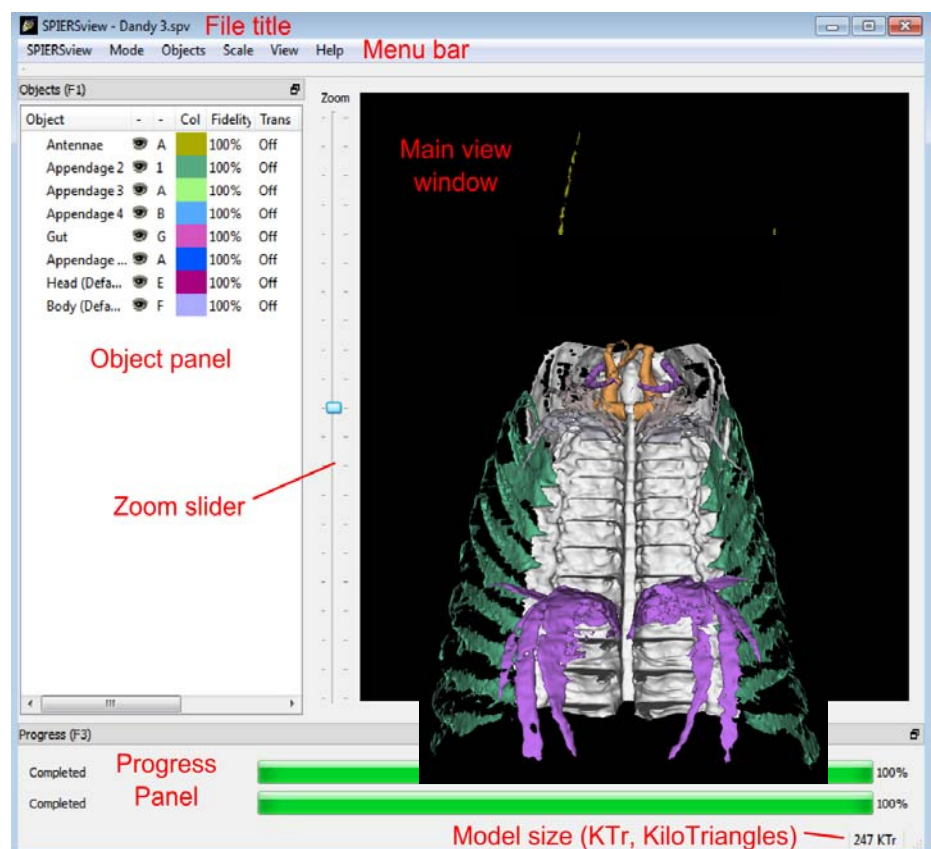 SPIERSview - Dandy 3.spv File title
SPIERSview Mode Objects Scale View Help Menu bar
Objects (F1)
Zoom
Object - - Col Fidelity Trans
Antennae A 100% Off
Appendage 2 1 100% Off
Appendage 3 A 100% Off
Appendage 4 B 100% Off
Gut G 100% Off
Appendage ... A 100% Off
Head (Defa... E 100% Off
Body (Defa... F 100% Off
Main view
window
Object panel
Zoom slider
Progress (F3)
Completed 100%
Progress
Panel
Completed 100%
Model size (KTr, KiloTriangles) 247 KTr